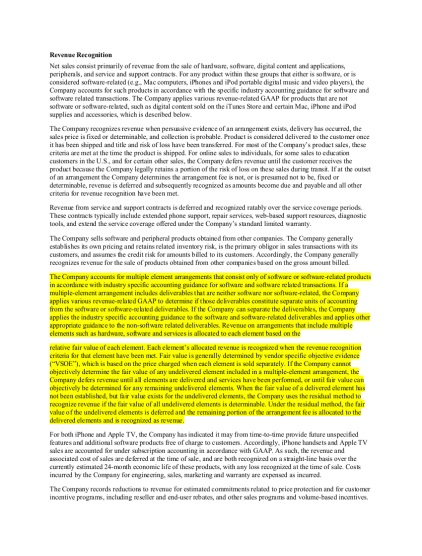 Revenue Recognition
Net sales consist primarily of revenue from the sale of hardware, software, digital content and applications,
peripherals, and service and support contracts. For any product within these groups that either is software, or is
considered software-related (e.g., Mac computers, iPhones and iPod portable digital music and video players), the
Company accounts for such products in accordance with the specific industry accounting guidance for software and
software related transactions. The Company applies various revenue-related GAAP for products that are not
software or software-related, such as digital content sold on the iTunes Store and certain Mac, iPhone and iPod
supplies and accessories, which is described below.
The Company recognizes revenue when persuasive evidence of an arrangement exists, delivery has occurred, the
sales price is fixed or determinable, and collection is probable. Product is considered delivered to the customer once
it has been shipped and title and risk of loss have been transferred. For most of the Company's product sales, these
criteria are met at the time the product is shipped. For online sales to individuals, for some sales to education
customers in the U.S., and for certain other sales, the Company defers revenue until the customer receives the
product because the Company legally retains a portion of the risk of loss on these sales during transit. If at the outset
of an arrangement the Company determines the arrangement fee is not, or is presumed not to be, fixed or
determinable, revenue is deferred and subsequently recognized as amounts become due and payable and all other
criteria for revenue recognition have been met.
Revenue from service and support contracts is deferred and recognized ratably over the service coverage periods.
These contracts typically include extended phone support, repair services, web-based support resources, diagnostic
tools, and extend the service coverage offered under the Company's standard limited warranty.
The Company sells software and peripheral products obtained from other companies. The Company generally
establishes its own pricing and retains related inventory risk, is the primary obligor in sales transactions with its
customers, and assumes the credit risk for amounts billed to its customers. Accordingly, the Company generally
recognizes revenue for the sale of products obtained from other companies based on the gross amount billed.
The Company accounts for multiple element arrangements that consist only of software or software-related products
in accordance with industry specific accounting guidance for software and software related transactions. If a
multiple-element arrangement includes deliverables that are neither software nor software-related, the Company
applies various revenue-related GAAP to determine if those deliverables constitute separate units of accounting
from the software or software-related deliverables. If the Company can separate the deliverables, the Company
applies the industry specific accounting guidance to the software and software-related deliverables and applies other
appropriate guidance to the non-software related deliverables. Revenue on arrangements that include multiple
elements such as hardware, software and services is allocated to each element based on the
relative fair value of each element. Each element's allocated revenue is recognized when the revenue recognition
criteria for that element have been met. Fair value is generally determined by vendor specific objective evidence
("VSOE"), which is based on the price charged when each element is sold separately. If the Company cannot
objectively determine the fair value of any undelivered element included in a multiple-element arrangement, the
Company defers revenue until all elements are delivered and services have been performed, or until fair value can
objectively be determined for any remaining undelivered elements. When the fair value of a delivered element has
not been established, but fair value exists for the undelivered elements, the Company uses the residual method to
recognize revenue if the fair value of all undelivered elements is determinable. Under the residual method, the fair
value of the undelivered elements is deferred and the remaining portion of the arrangement fee is allocated to the
delivered elements and is recognized as revenue.
For both iPhone and Apple TV, the Company has indicated it may from time-to-time provide future unspecified
features and additional software products free of charge to customers. Accordingly, iPhone handsets and Apple TV
sales are accounted for under subscription accounting in accordance with GAAP. As such, the revenue and
associated cost of sales are deferred at the time of sale, and are both recognized on a straight-line basis over the
currently estimated 24-month economic life of these products, with any loss recognized at the time of sale. Costs
incurred by the Company for engineering, sales, marketing and warranty are expensed as incurred.
The Company records reductions to revenue for estimated commitments related to price protection and for customer
incentive programs, including reseller and end-user rebates, and other sales programs and volume-based incentives.